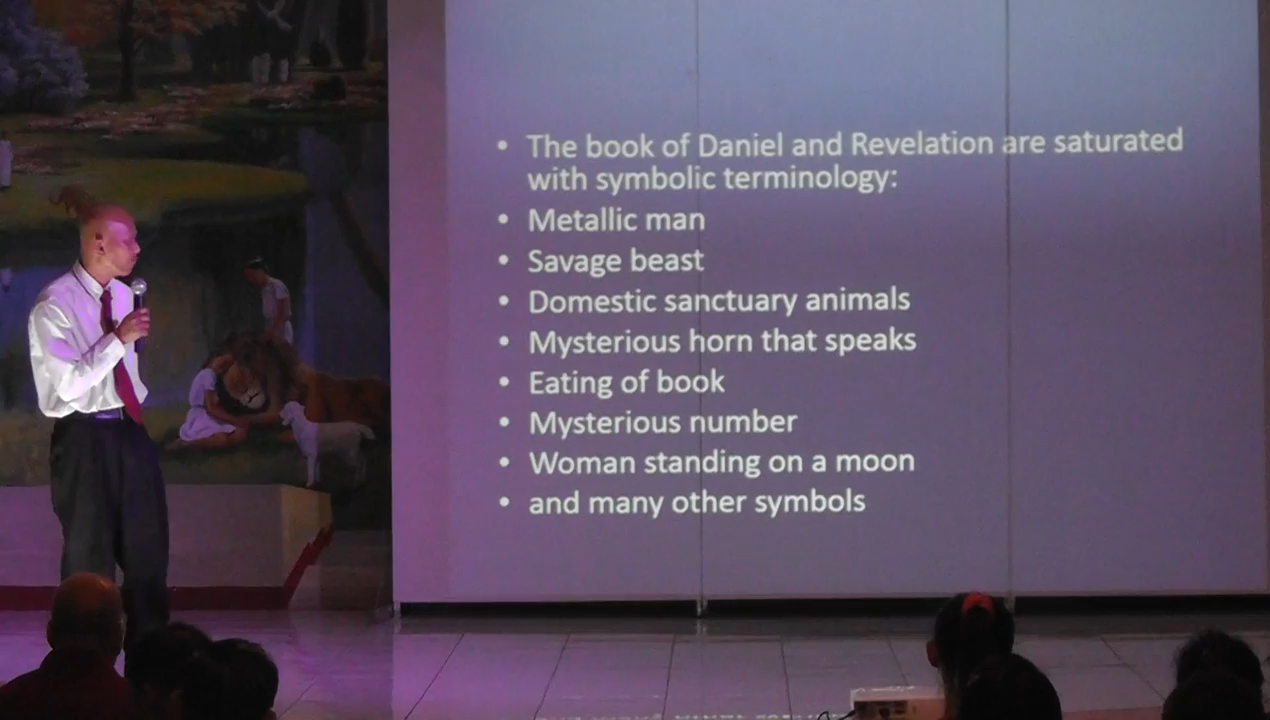 • The book of Daniel and Revelation are saturated
with symbolic terminology:
• Metallic man
• Savage beast
• Domestic sanctuary animals
• Mysterious horn that speaks
• Eating of book
• Mysterious number
• Woman standing on a moon
• and many other symbols